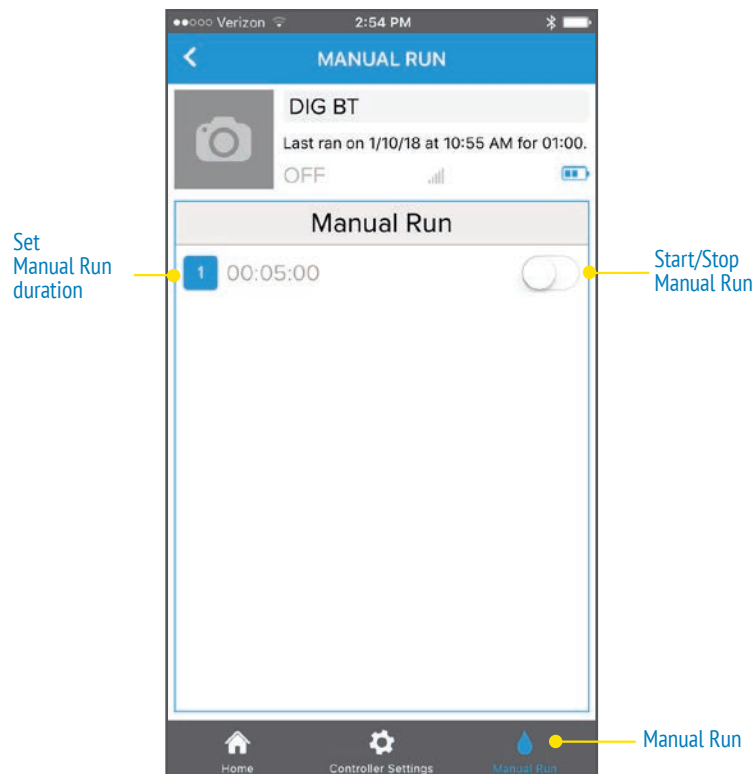 ●●○○○ Verizon
2:54 PM
MANUAL RUN
DIG BT
Last ran on 1/10/18 at 10:55 AM for 01:00.
OFF
Manual Run
Set
Manual Run
duration
1 00:05:00
Start/Stop
Manual Run
Manual Run
Home
Controller Settings
Manual Run